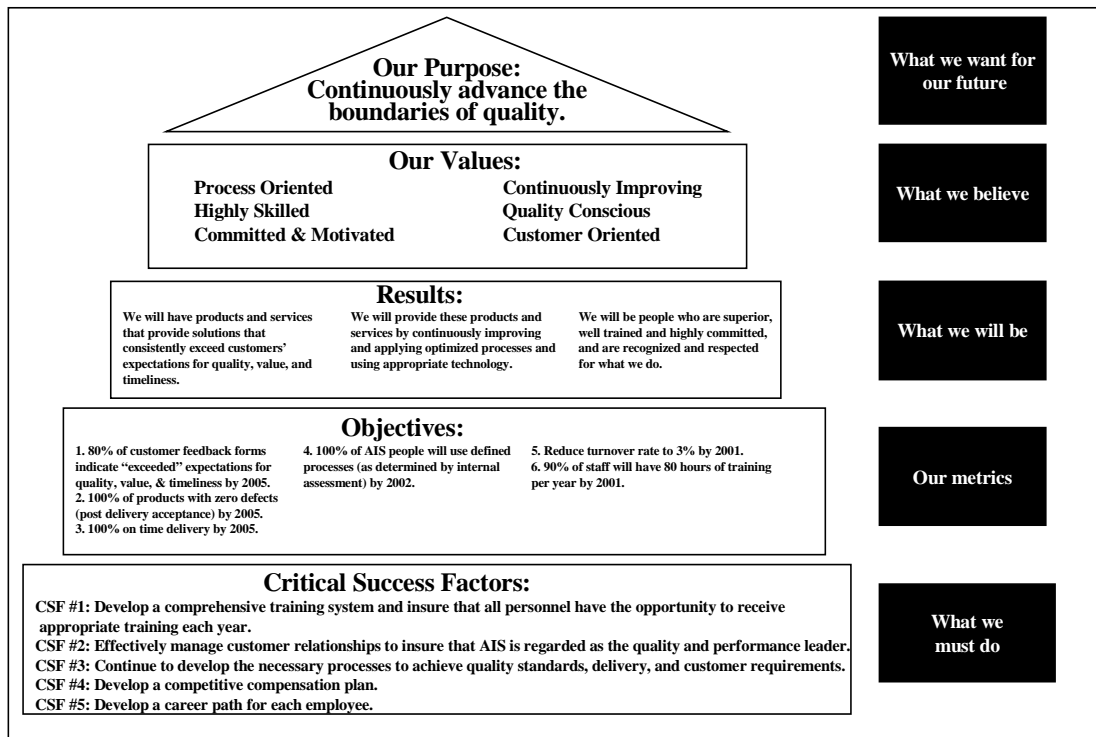 Our Purpose:
Continuously advance the
boundaries of quality.
What we want for
our future
Our Values:
Process Oriented
Highly Skilled
Committed & Motivated
Continuously Improving
Quality Conscious
Customer Oriented
What we believe
Results:
We will have products and services
that provide solutions that
consistently exceed customers’
expectations for quality, value, and
timeliness.
We will provide these products and
services by continuously improving
and applying optimized processes and
using appropriate technology.
We will be people who are superior,
well trained and highly committed,
and are recognized and respected
for what we do.
What we will be
Objectives:
1. 80% of customer feedback forms
indicate “exceeded” expectations for
quality, value, & timeliness by 2005.
2. 100% of products with zero defects
(post delivery acceptance) by 2005.
3. 100% on time delivery by 2005.
4. 100% of AIS people will use defined
processes (as determined by internal
assessment) by 2002.
5. Reduce turnover rate to 3% by 2001.
6. 90% of staff will have 80 hours of training
per year by 2001.
Our metrics
Critical Success Factors:
CSF #1: Develop a comprehensive training system and insure that all personnel have the opportunity to receive
appropriate training each year.
CSF #2: Effectively manage customer relationships to insure that AIS is regarded as the quality and performance leader.
CSF #3: Continue to develop the necessary processes to achieve quality standards, delivery, and customer requirements.
CSF #4: Develop a competitive compensation plan.
CSF #5: Develop a career path for each employee.
What we
must do